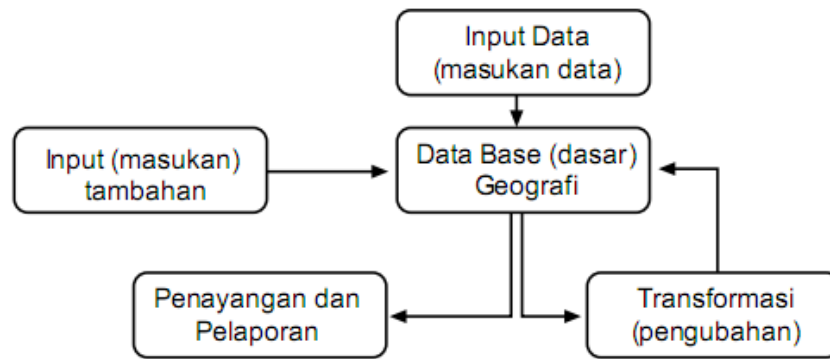 Input Data
(masukan data)
Input (masukan)
tambahan
Data Base (dasar)
Geografi
Penayangan dan
Pelaporan
Transformasi
(pengubahan)